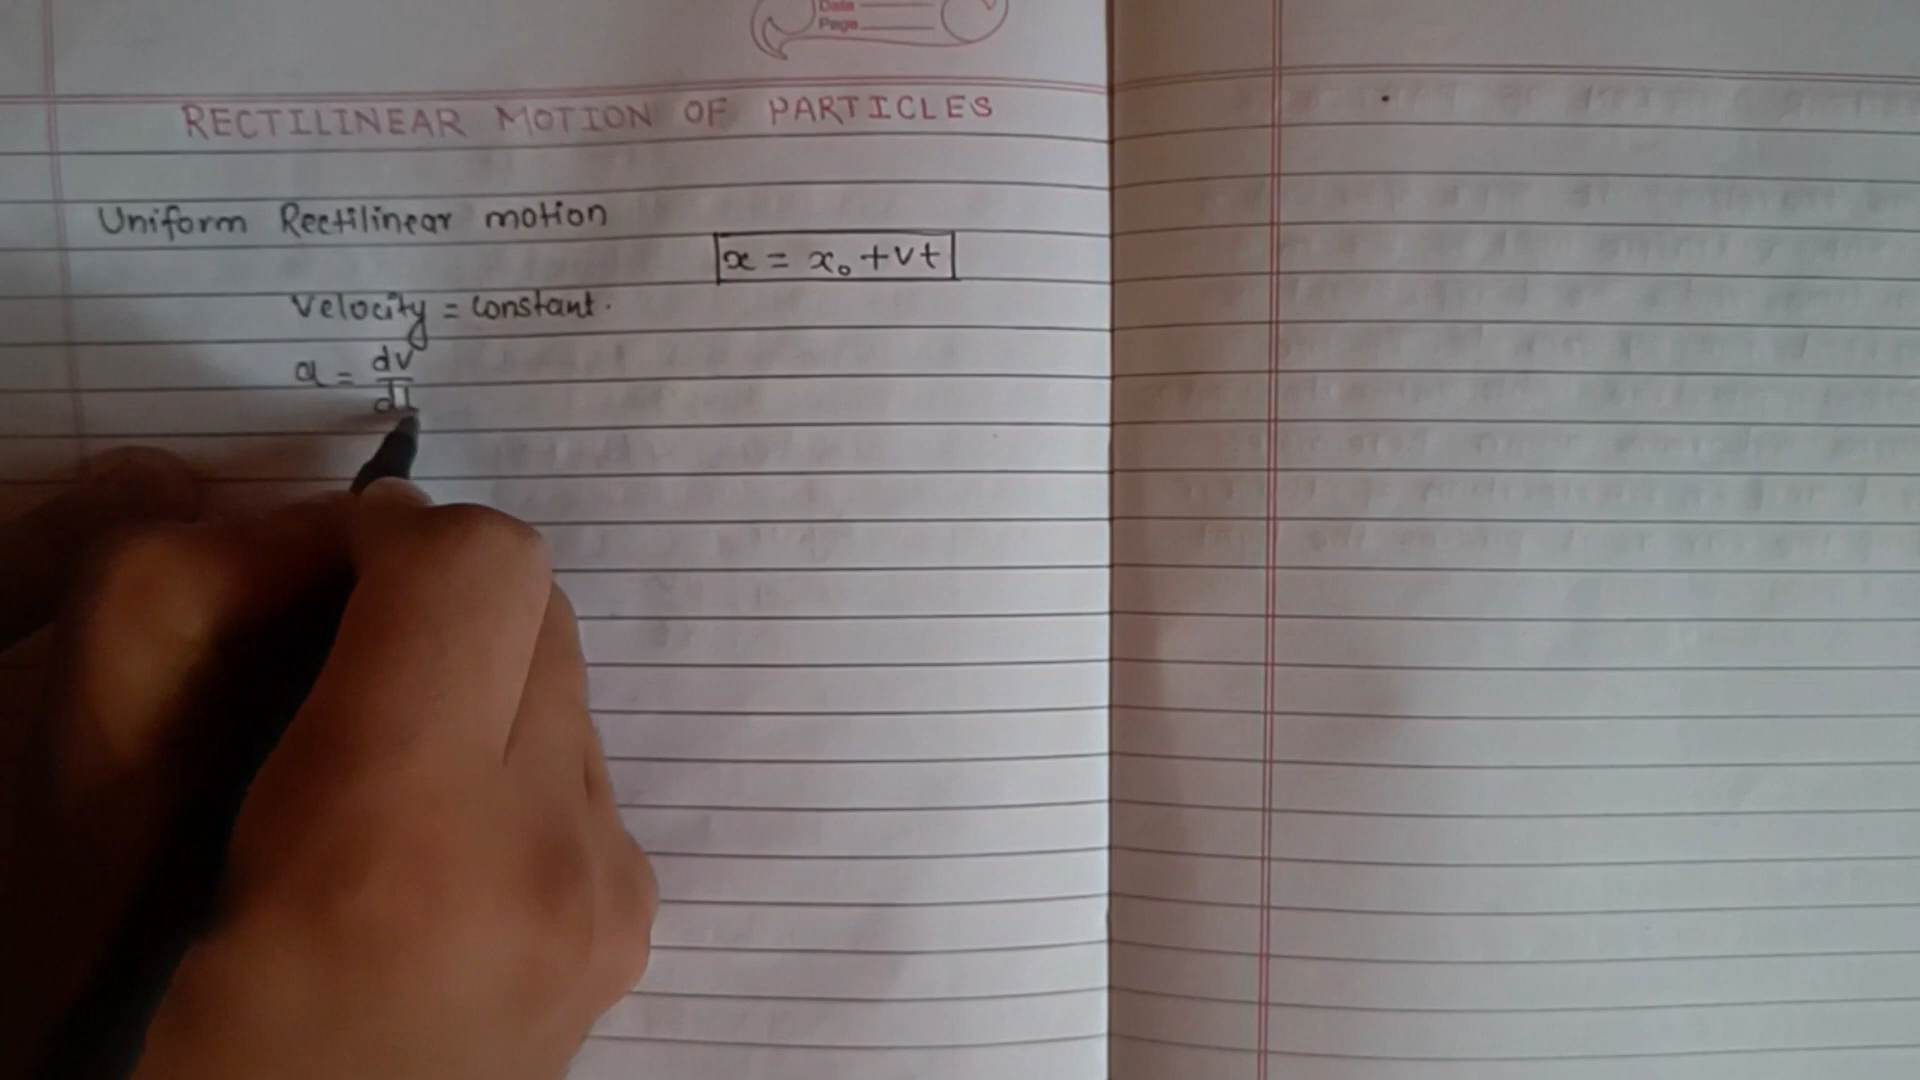 Date
Page
RECTILINEAR MOTION OF PARTICLES
Uniform Rectilinear motion
x = x₀ + vt
Velocity = constant.
a = dv/dt